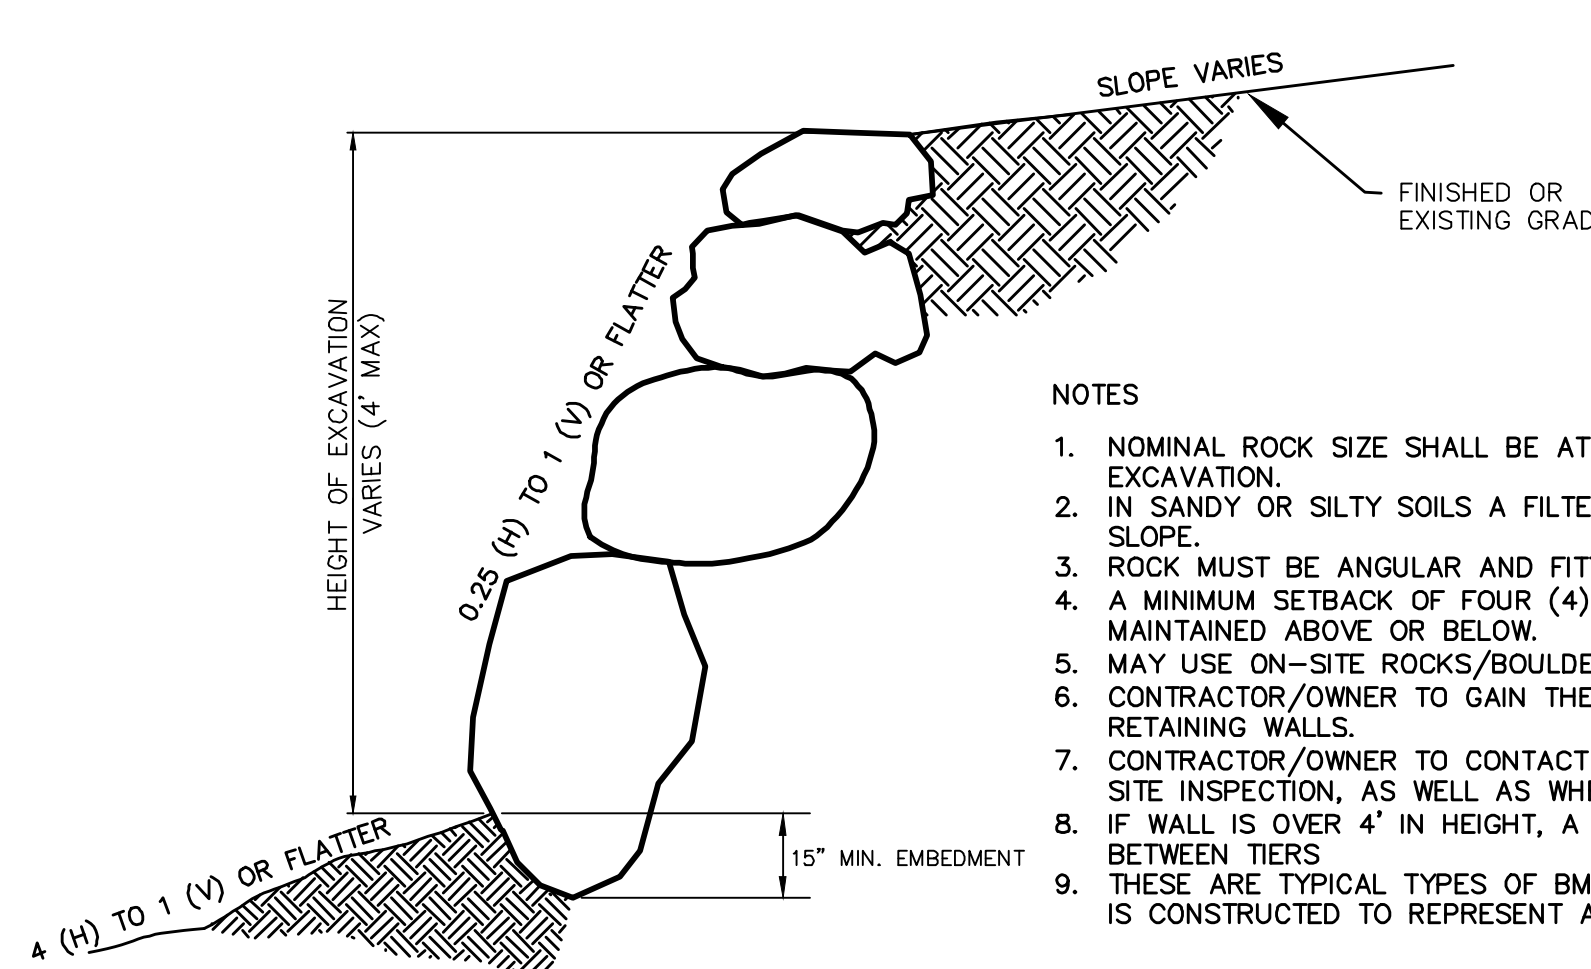 SLOPE VARIES
FINISHED OR
EXISTING GRAD
HEIGHT OF EXCAVATION
VARIES (4' MAX)
0.25 (H) TO 1 (V) OR FLATTER
4 (H) TO 1 (V) OR FLATTER
15" MIN. EMBEDMENT
NOTES
1. NOMINAL ROCK SIZE SHALL BE AT
EXCAVATION.
2. IN SANDY OR SILTY SOILS A FILTE
SLOPE.
3. ROCK MUST BE ANGULAR AND FIT
4. A MINIMUM SETBACK OF FOUR (4)
MAINTAINED ABOVE OR BELOW.
5. MAY USE ON-SITE ROCKS/BOULDE
6. CONTRACTOR/OWNER TO GAIN THE
RETAINING WALLS.
7. CONTRACTOR/OWNER TO CONTACT
SITE INSPECTION, AS WELL AS WHE
8. IF WALL IS OVER 4' IN HEIGHT, A
BETWEEN TIERS
9. THESE ARE TYPICAL TYPES OF BM
IS CONSTRUCTED TO REPRESENT A